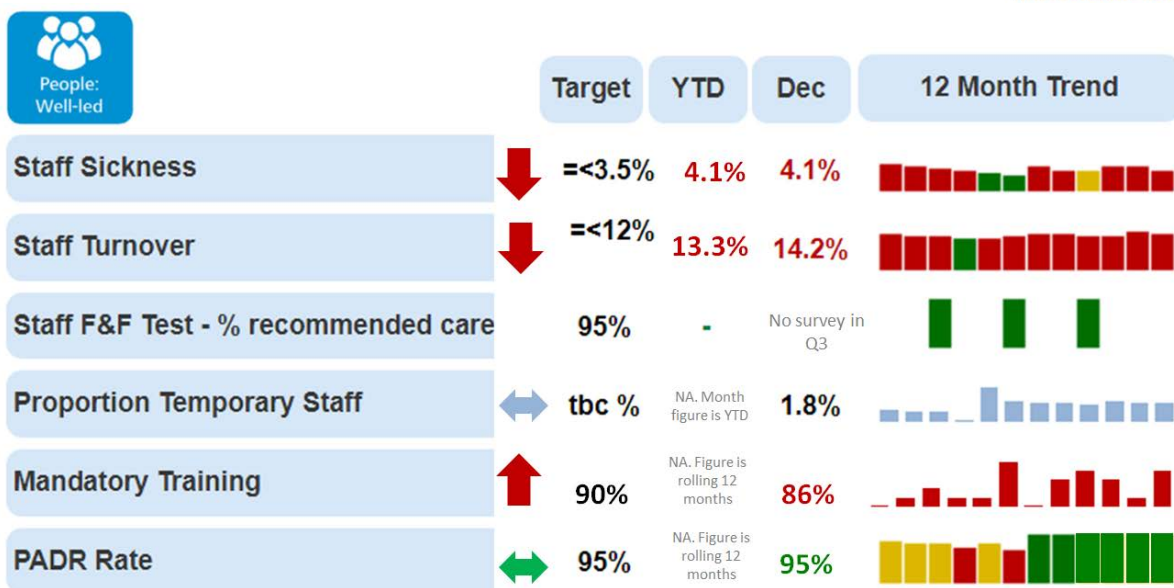 People:
Well-led
Target YTD Dec 12 Month Trend
Staff Sickness =<3.5% 4.1% 4.1%
Staff Turnover =<12% 13.3% 14.2%
Staff F&F Test - % recommended care 95% - No survey in
Q3
Proportion Temporary Staff tbc % NA. Month
figure is YTD 1.8%
Mandatory Training 90% NA. Figure is
rolling 12
months 86%
PADR Rate 95% NA. Figure is
rolling 12
months 95%